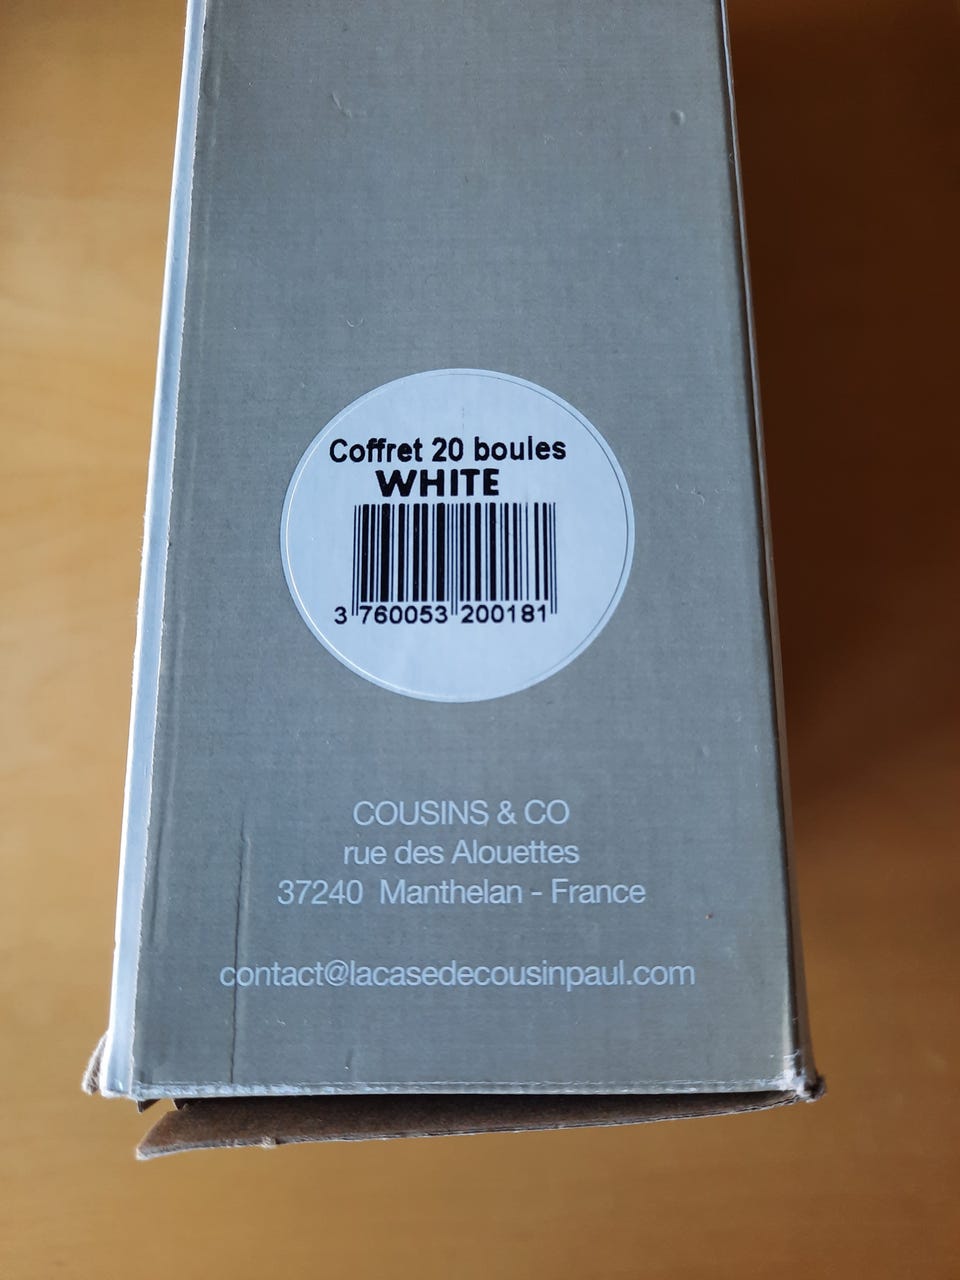 Coffret 20 boules
WHITE
3 760053 200181
COUSINS & CO
rue des Alouettes
37240 Manthelan - France
contact@lacasedecousinpaul.com